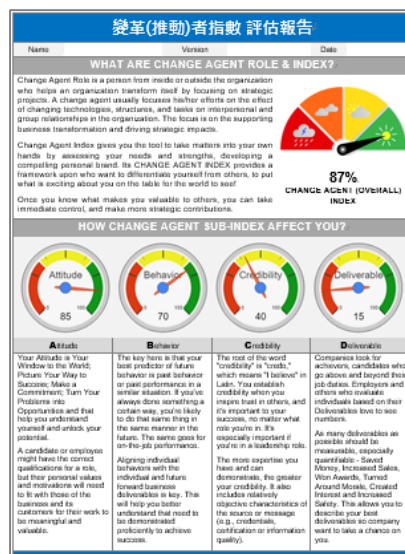 變革(推動)者指數 評估報告
Name Version Date
WHAT ARE CHANGE AGENT ROLE & INDEX?
Change Agent Role is a person from inside or outside the organization
who helps an organization transform itself by focusing on strategic
projects. A change agent usually focuses his/her efforts on the effect
of changing technologies, structures, and tasks on interpersonal and
group relationships in the organization. The focus is on the supporting
business transformation and driving strategic impacts.
Change Agent Index gives you the tool to take matters into your own
hands by assessing your needs and strengths, developing a
compelling personal brand. Its CHANGE AGENT INDEX provides a
framework upon who want to differentiate yourself from others, to put
what is exciting about you on the table for the world to see!
Once you know what makes you valuable to others, you can take
immediate control, and make more strategic contributions.
87%
CHANGE AGENT (OVERALL)
INDEX
HOW CHANGE AGENT SUB-INDEX AFFECT YOU?
Attitude
85
Behavior
70
Credibility
40
Deliverable
15
Attitude
Your Attitude is Your
Window to the World;
Picture Your Way to
Success; Make a
Commitment; Turn Your
Problems into
Opportunities and that
help you understand
yourself and unlock your
potential.
A candidate or employee
might have the correct
qualifications for a role,
but their personal values
and motivations will need
to fit with those of the
business and its
customers for their work to
be meaningful and
valuable.
Behavior
The key here is that your
best predictor of future
behavior is past behavior
or past performance in a
similar situation. If you've
always done something a
certain way, you're likely
to do that same thing in
the same manner in the
future. The same goes for
on-the-job performance.
Aligning individual
behaviors with the
individual and future
forward business
deliverables is key. This
will help you better
understand that need to
be demonstrated
proficiently to achieve
success.
Credibility
The root of the word
"credibility" is "credo,"
which means "I believe" in
Latin. You establish
credibility when you
inspire trust in others, and
it's important to your
success, no matter what
role you're in. It's
especially important if
you're in a leadership role.
The more expertise you
have and can
demonstrate, the greater
your credibility. It also
includes relatively
objective characteristics of
the source or message
(e.g., credentials,
certification or information
quality).
Deliverable
Companies look for
achievers, candidates who
go above and beyond their
job duties. Employers and
others who evaluate
individuals based on their
Deliverables love to see
numbers.
As many deliverables as
possible should be
measurable, especially
quantifiable - Saved
Money, Increased Sales,
Won Awards, Turned
Around Morale, Created
Interest and Increased
Safety. This allows you to
describe your best
deliverables so company
want to take a chance on
you.